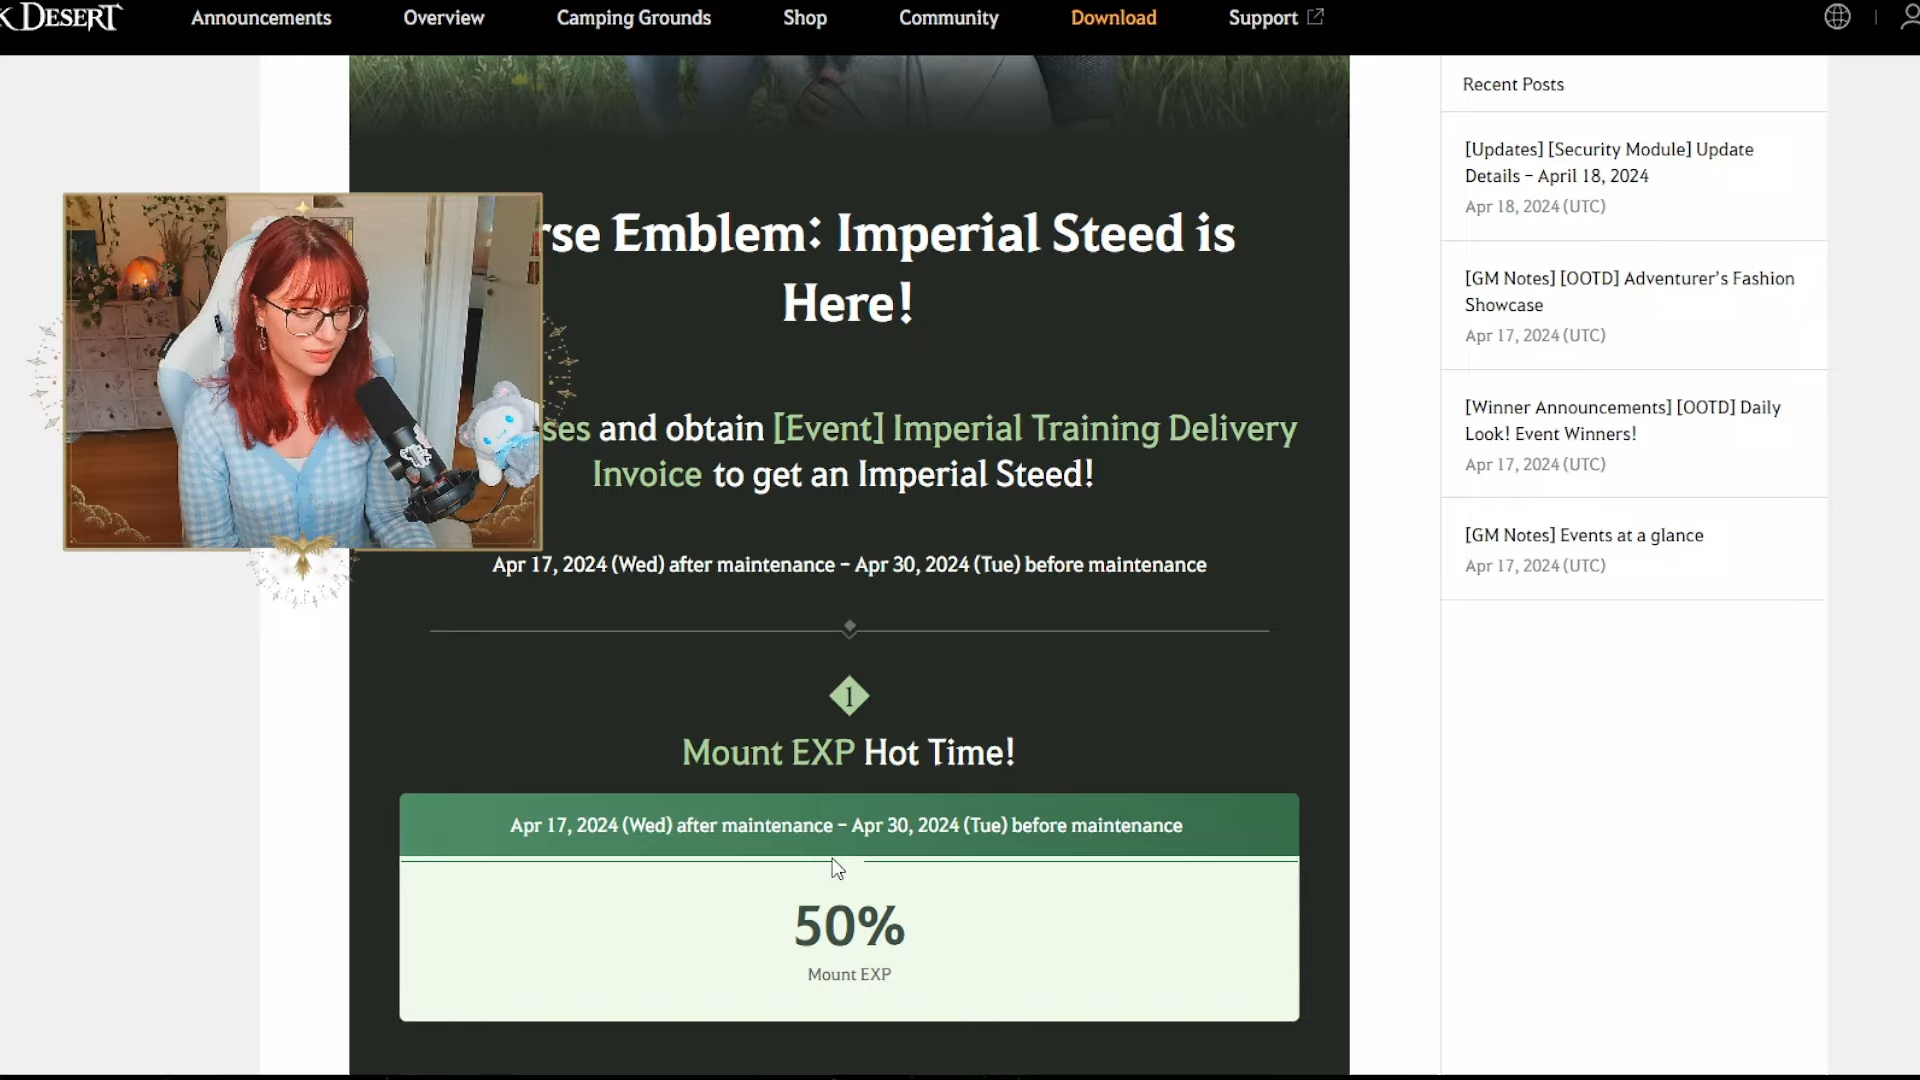 DESERT
Announcements
Overview
Camping Grounds
Shop
Community
Download
Support
rse Emblem: Imperial Steed is
Here!
ses and obtain [Event] Imperial Training Delivery
Invoice to get an Imperial Steed!
Apr 17, 2024 (Wed) after maintenance – Apr 30, 2024 (Tue) before maintenance
1
Mount EXP Hot Time!
Apr 17, 2024 (Wed) after maintenance – Apr 30, 2024 (Tue) before maintenance
50%
Mount EXP
Recent Posts
[Updates] [Security Module] Update
Details – April 18, 2024
Apr 18, 2024 (UTC)
[GM Notes] [OOTD] Adventurer's Fashion
Showcase
Apr 17, 2024 (UTC)
[Winner Announcements] [OOTD] Daily
Look! Event Winners!
Apr 17, 2024 (UTC)
[GM Notes] Events at a glance
Apr 17, 2024 (UTC)